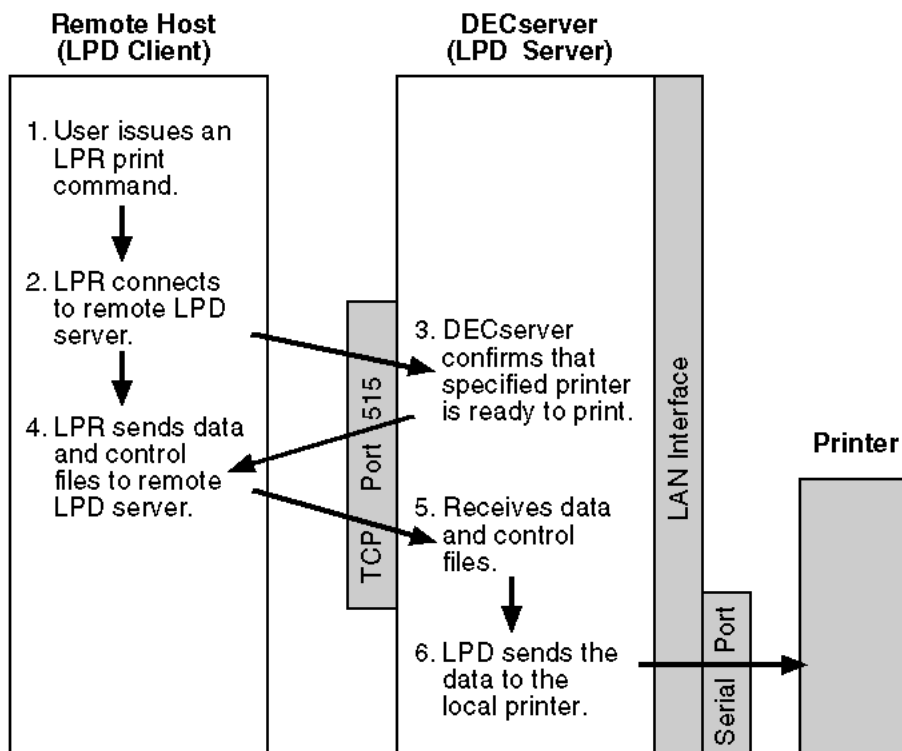 Remote Host
(LPD Client)
DECserver
(LPD Server)
1. User issues an
LPR print
command.
2. LPR connects
to remote LPD
server.
3. DECserver
confirms that
specified printer
is ready to print.
4. LPR sends data
and control
files to remote
LPD server.
5. Receives data
and control
files.
6. LPD sends the
data to the
local printer.
TCP Port 515
LAN Interface
Serial Port
Printer